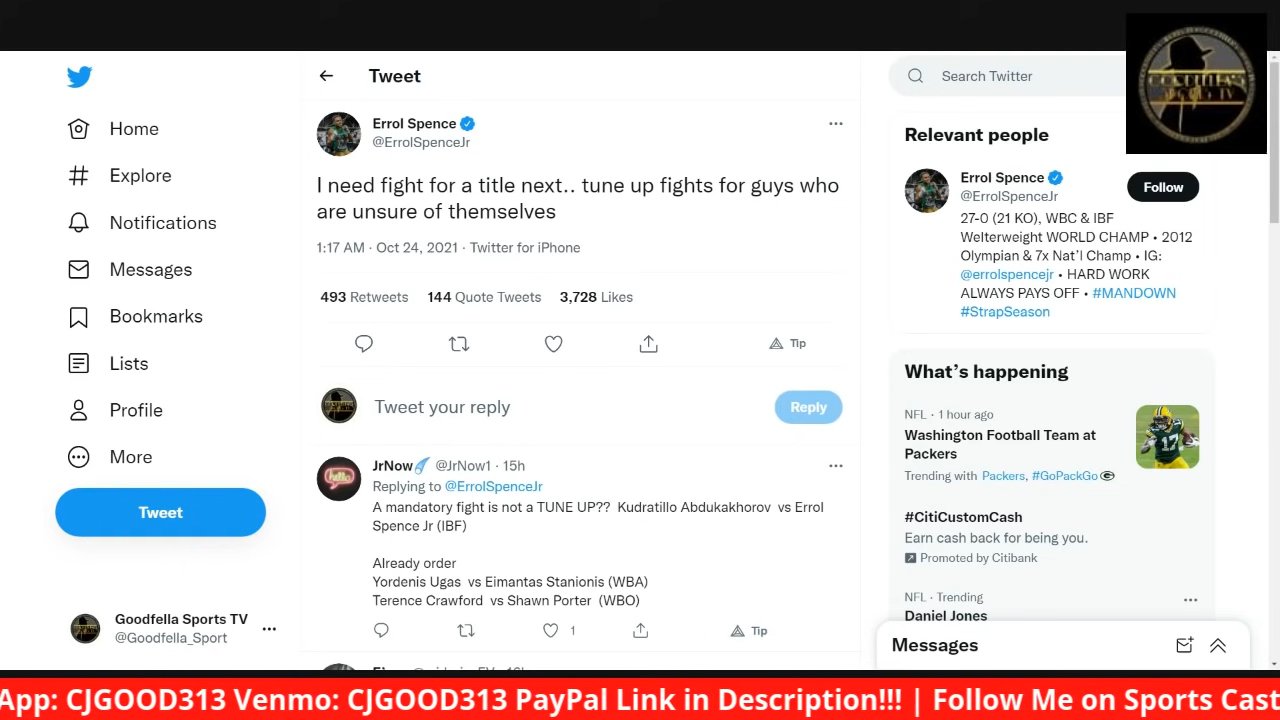 Tweet
Search Twitter
GOODFELLA'S
SPORTS TV
Home
Explore
Notifications
Messages
Bookmarks
Lists
Profile
More
Tweet
Goodfella Sports TV
@Goodfella_Sport
Errol Spence
@ErrolSpenceJr
I need fight for a title next.. tune up fights for guys who
are unsure of themselves
1:17 AM · Oct 24, 2021 · Twitter for iPhone
493 Retweets 144 Quote Tweets 3,728 Likes
Tip
Tweet your reply
Reply
JrNow @JrNow1 · 15h
Replying to @ErrolSpenceJr
A mandatory fight is not a TUNE UP?? Kudratillo Abdukakhorov vs Errol
Spence Jr (IBF)
Already order
Yordenis Ugas vs Eimantas Stanionis (WBA)
Terence Crawford vs Shawn Porter (WBO)
1
Tip
Relevant people
Errol Spence
@ErrolSpenceJr
Follow
27-0 (21 KO), WBC & IBF
Welterweight WORLD CHAMP • 2012
Olympian & 7x Nat'l Champ • IG:
@errolspencejr • HARD WORK
ALWAYS PAYS OFF • #MANDOWN
#StrapSeason
What's happening
NFL · 1 hour ago
Washington Football Team at
Packers
Trending with Packers, #GoPackGo
17
#CitiCustomCash
Earn cash back for being you.
Promoted by Citibank
NFL · Trending
Daniel Jones
Messages
App: CJGOOD313 Venmo: CJGOOD313 PayPal Link in Description!!! | Follow Me on Sports Cast